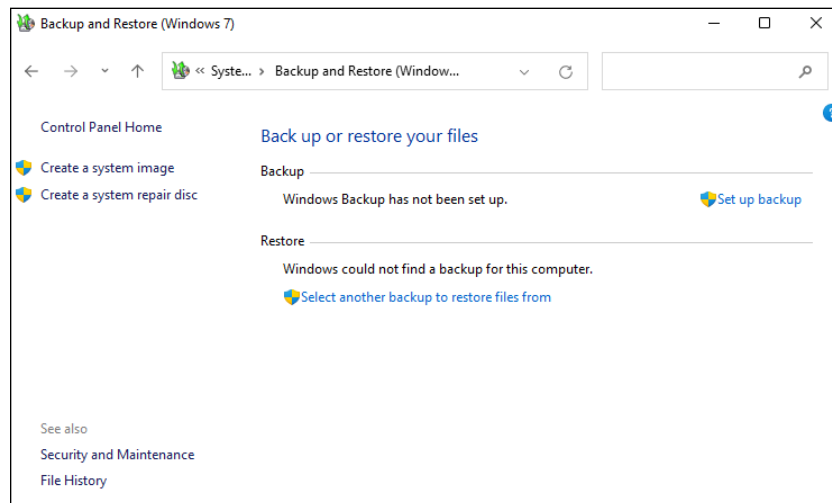 Backup and Restore (Windows 7)
« Syste... › Backup and Restore (Window...
Control Panel Home
Create a system image
Create a system repair disc
Back up or restore your files
Backup
Windows Backup has not been set up.
Set up backup
Restore
Windows could not find a backup for this computer.
Select another backup to restore files from
See also
Security and Maintenance
File History